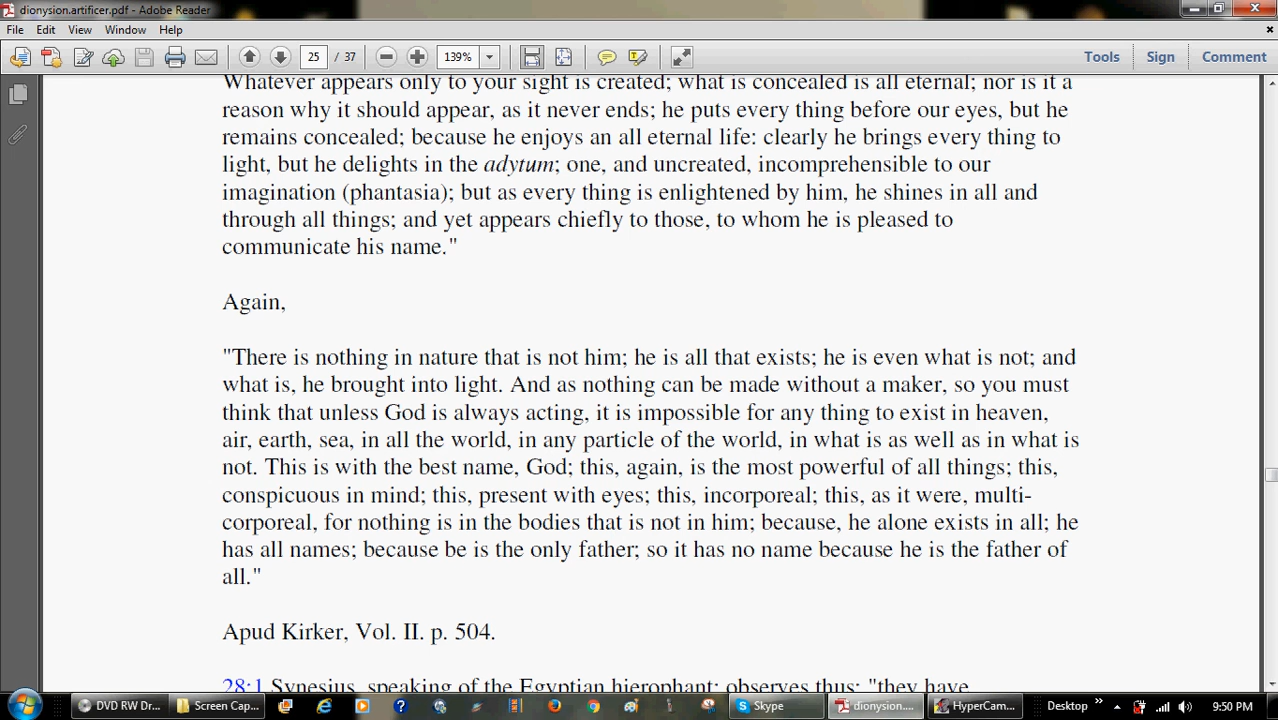 dionysion.artificer.pdf - Adobe Reader
File Edit View Window Help
25 / 37 139% Tools Sign Comment
Whatever appears only to your sight is created; what is concealed is all eternal; nor is it a
reason why it should appear, as it never ends; he puts every thing before our eyes, but he
remains concealed; because he enjoys an all eternal life: clearly he brings every thing to
light, but he delights in the adytum; one, and uncreated, incomprehensible to our
imagination (phantasia); but as every thing is enlightened by him, he shines in all and
through all things; and yet appears chiefly to those, to whom he is pleased to
communicate his name."
Again,
"There is nothing in nature that is not him; he is all that exists; he is even what is not; and
what is, he brought into light. And as nothing can be made without a maker, so you must
think that unless God is always acting, it is impossible for any thing to exist in heaven,
air, earth, sea, in all the world, in any particle of the world, in what is as well as in what is
not. This is with the best name, God; this, again, is the most powerful of all things; this,
conspicuous in mind; this, present with eyes; this, incorporeal; this, as it were, multi-
corporeal, for nothing is in the bodies that is not in him; because, he alone exists in all; he
has all names; because be is the only father; so it has no name because he is the father of
all."
Apud Kirker, Vol. II. p. 504.
28:1 Synesius, speaking of the Egyptian hierophant; observes thus: "they have
DVD RW Dr... Screen Cap... Skype dionysion.... HyperCam... Desktop 9:50 PM